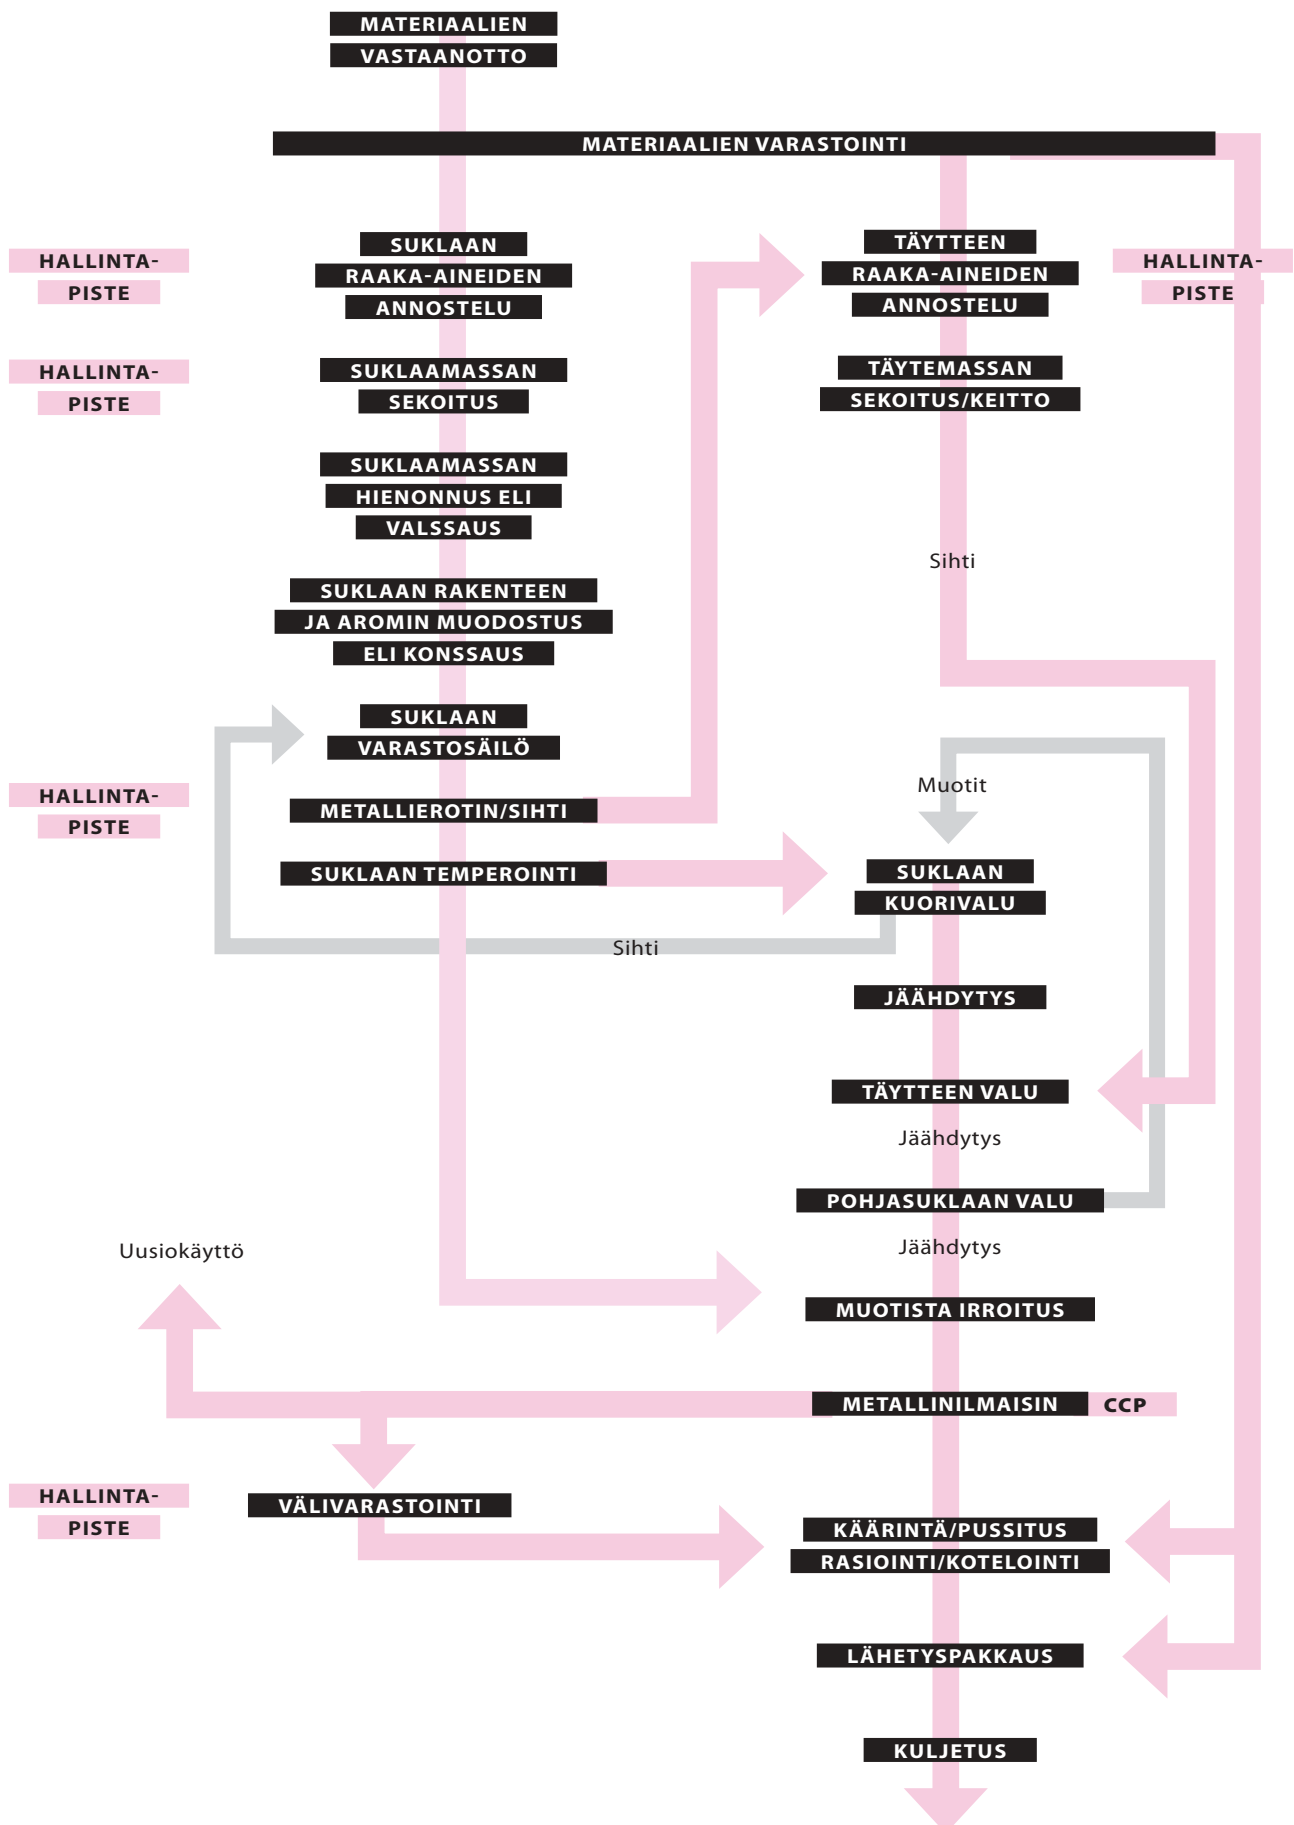 MATERIAALIEN
VASTAANOTTO
MATERIAALIEN VARASTOINTI
HALLINTA-
PISTE
SUKLAAN
RAAKA-AINEIDEN
ANNOSTELU
TÄYTTEEN
RAAKA-AINEIDEN
ANNOSTELU
HALLINTA-
PISTE
HALLINTA-
PISTE
SUKLAAMASSAN
SEKOITUS
TÄYTEMASSAN
SEKOITUS/KEITTO
SUKLAAMASSAN
HIENONNUS ELI
VALSSAUS
Sihti
SUKLAAN RAKENTEEN
JA AROMIN MUODOSTUS
ELI KONSSAUS
SUKLAAN
VARASTOSÄILÖ
HALLINTA-
PISTE
METALLIEROTIN/SIHTI
Muotit
SUKLAAN TEMPEROINTI
SUKLAAN
KUORIVALU
Sihti
JÄÄHDYTYS
TÄYTTEEN VALU
Jäähdytys
POHJASUKLAAN VALU
Jäähdytys
Uusiokäyttö
MUOTISTA IRROITUS
METALLINILMAISIN
CCP
HALLINTA-
PISTE
VÄLIVARASTOINTI
KÄÄRINTÄ/PUSSITUS
RASIOINTI/KOTELOINTI
LÄHETYSPAKKAUS
KULJETUS